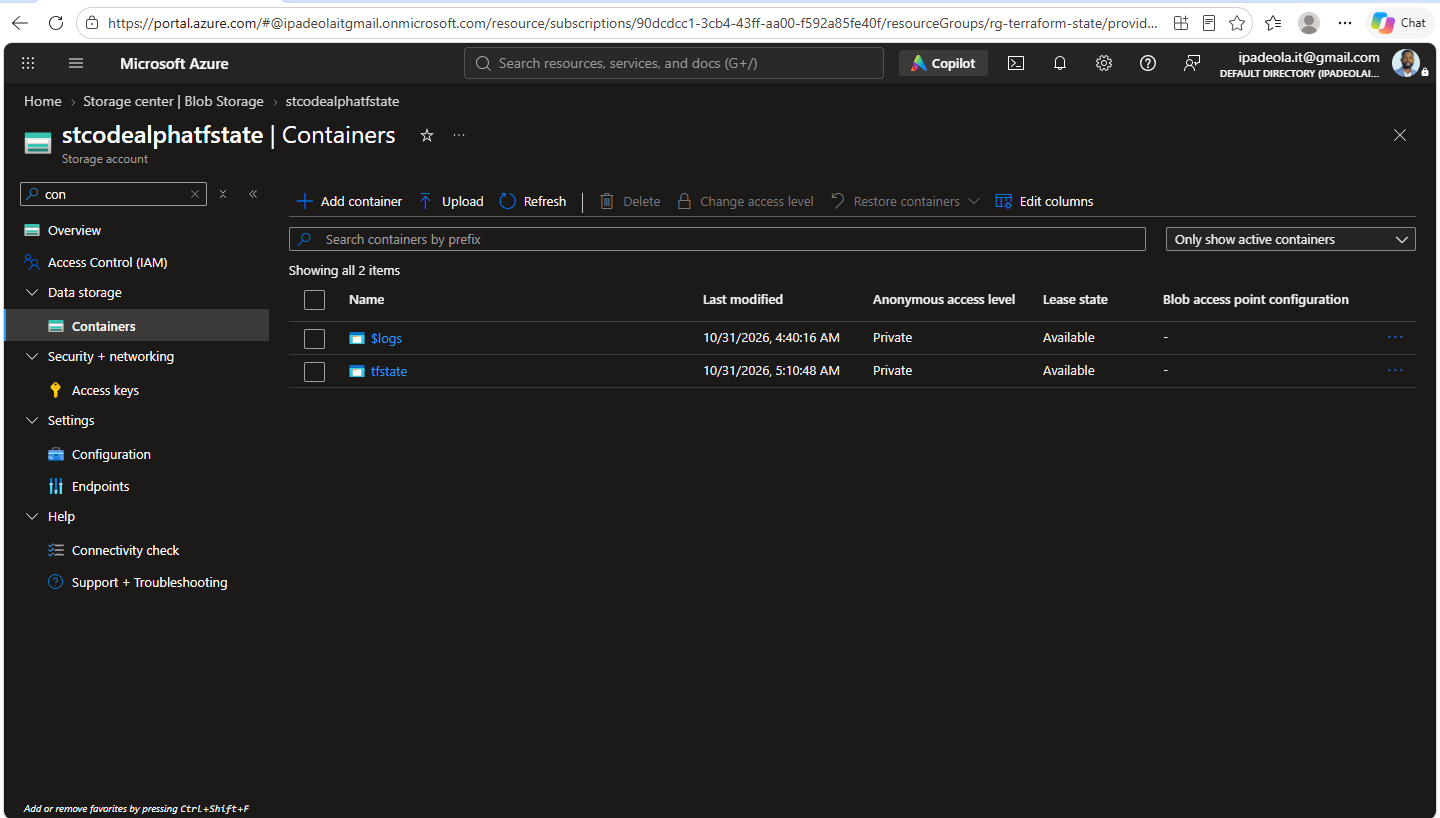 https://portal.azure.com/#@ipadeolaitgmail.onmicrosoft.com/resource/subscriptions/90dcdcc1-3cb4-43ff-aa00-f592a85fe40f/resourceGroups/rg-terraform-state/provid... Chat
Microsoft Azure Search resources, services, and docs (G+/) Copilot ipadeola.it@gmail.com
DEFAULT DIRECTORY (IPADEOLAI...
Home > Storage center | Blob Storage > stcodealphatfstate
stcodealphatfstate | Containers
Storage account
con
Add container Upload Refresh Delete Change access level Restore containers Edit columns
Overview
Search containers by prefix Only show active containers
Access Control (IAM)
Showing all 2 items
Data storage
Name Last modified Anonymous access level Lease state Blob access point configuration
Containers
$logs 10/31/2026, 4:40:16 AM Private Available -
Security + networking
tfstate 10/31/2026, 5:10:48 AM Private Available -
Access keys
Settings
Configuration
Endpoints
Help
Connectivity check
Support + Troubleshooting
Add or remove favorites by pressing Ctrl+Shift+F